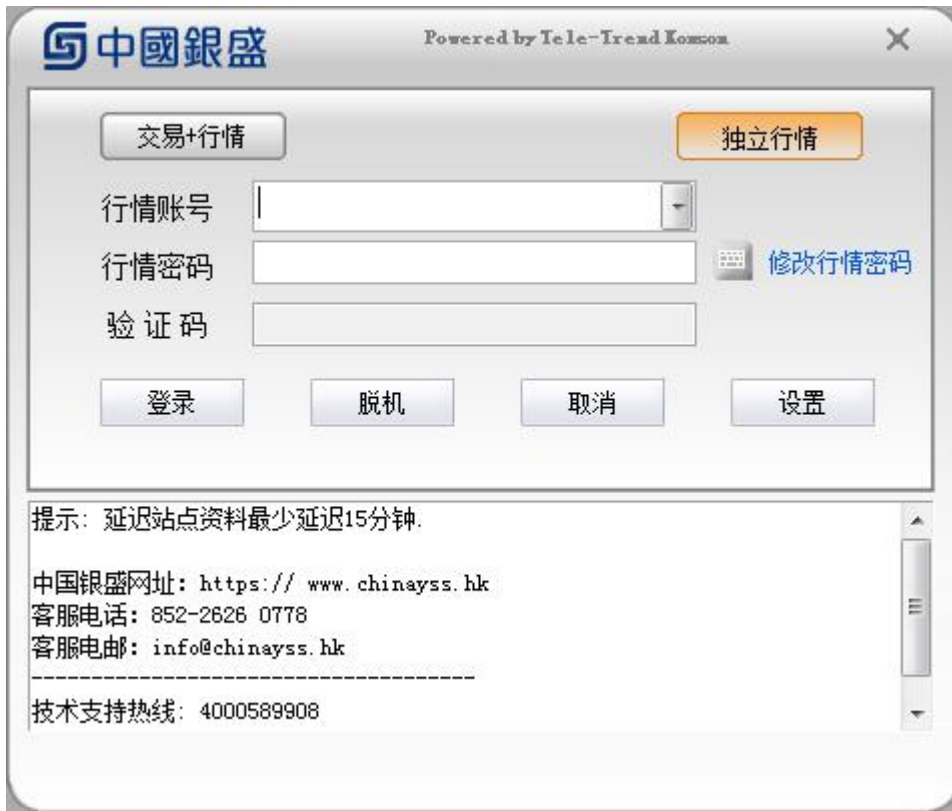 中國銀盛
Powered by Tele-Trend Konson
交易+行情
独立行情
行情账号
行情密码
修改行情密码
验证码
登录
脱机
取消
设置
提示: 延迟站点资料最少延迟15分钟.
中国银盛网址: https:// www.chinayss.hk
客服电话: 852-2626 0778
客服电邮: info@chinayss.hk
-------------------------------------
技术支持热线: 4000589908